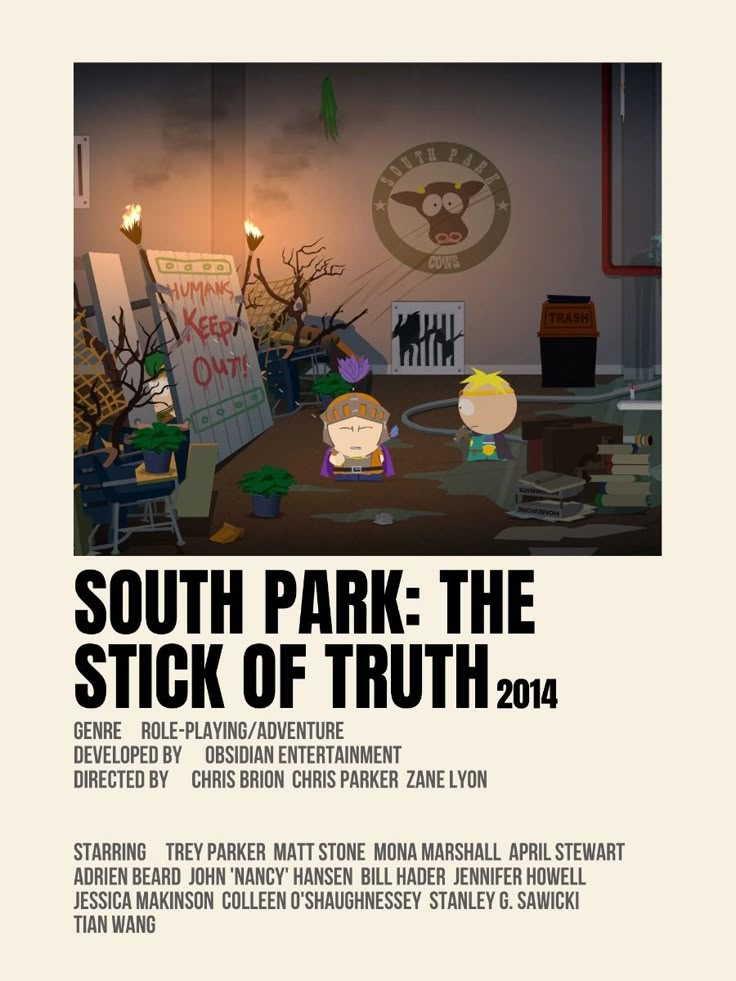 SOUTH PARK
COWS
HUMANS
KEEP
OUT!
TRASH
SOUTH PARK: THE
STICK OF TRUTH 2014
GENRE ROLE-PLAYING/ADVENTURE
DEVELOPED BY OBSIDIAN ENTERTAINMENT
DIRECTED BY CHRIS BRION CHRIS PARKER ZANE LYON
STARRING TREY PARKER MATT STONE MONA MARSHALL APRIL STEWART
ADRIEN BEARD JOHN 'NANCY' HANSEN BILL HADER JENNIFER HOWELL
JESSICA MAKINSON COLLEEN O'SHAUGHNESSEY STANLEY G. SAWICKI
TIAN WANG